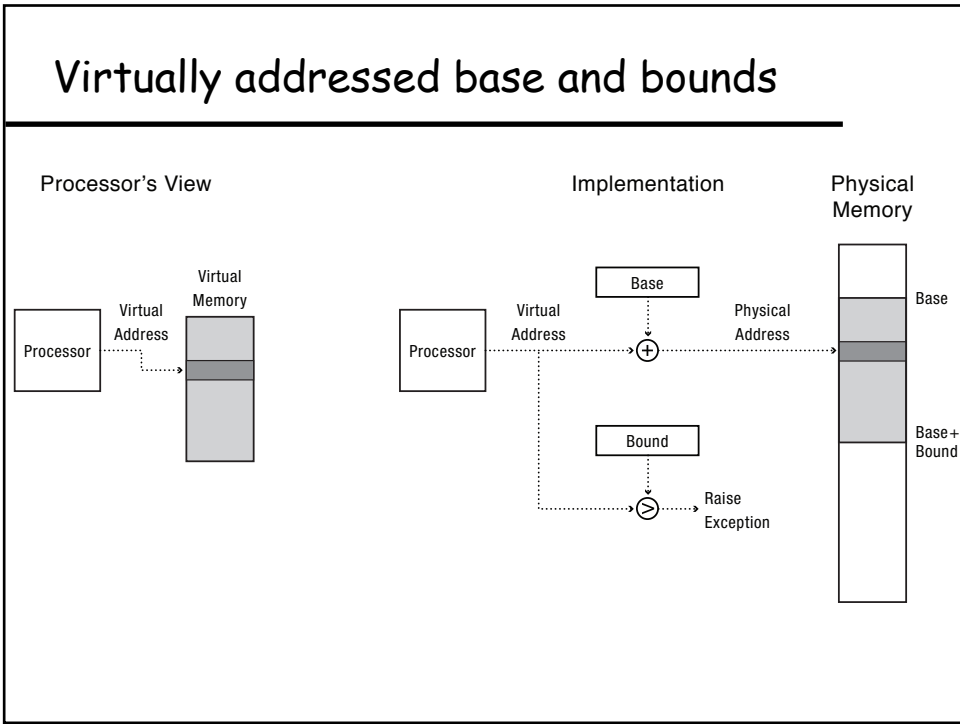 Virtually addressed base and bounds
Processor's View
Implementation
Physical
Memory
Virtual
Memory
Virtual
Address
Processor
Processor
Virtual
Address
Base
+
Physical
Address
Base
Bound
>
Raise
Exception
Base+
Bound